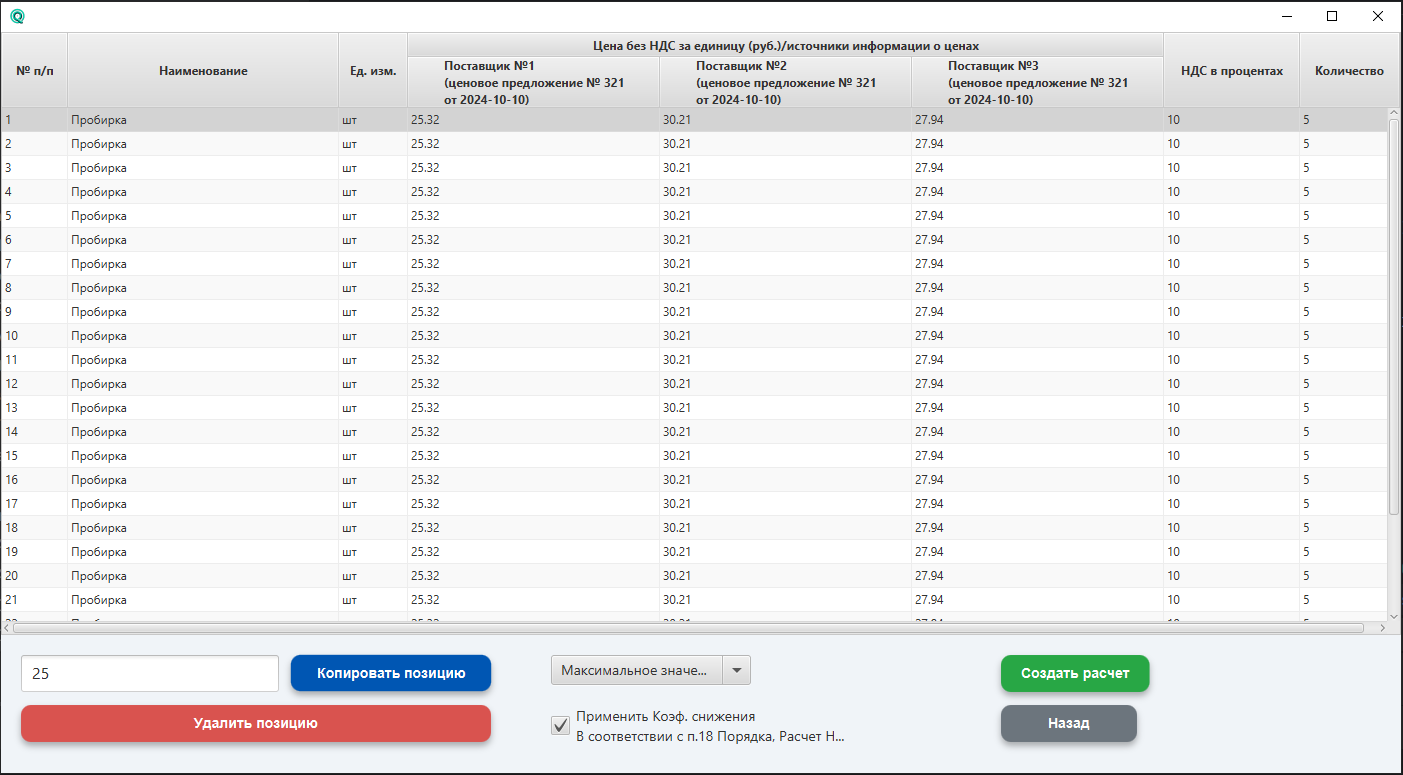 Цена без НДС за единицу (руб.)/источники информации о ценах
№ п/п Наименование Ед. изм. Поставщик №1 (ценовое предложение № 321 от 2024-10-10) Поставщик №2 (ценовое предложение № 321 от 2024-10-10) Поставщик №3 (ценовое предложение № 321 от 2024-10-10) НДС в процентах Количество
1 Пробирка шт 25.32 30.21 27.94 10 5
2 Пробирка шт 25.32 30.21 27.94 10 5
3 Пробирка шт 25.32 30.21 27.94 10 5
4 Пробирка шт 25.32 30.21 27.94 10 5
5 Пробирка шт 25.32 30.21 27.94 10 5
6 Пробирка шт 25.32 30.21 27.94 10 5
7 Пробирка шт 25.32 30.21 27.94 10 5
8 Пробирка шт 25.32 30.21 27.94 10 5
9 Пробирка шт 25.32 30.21 27.94 10 5
10 Пробирка шт 25.32 30.21 27.94 10 5
11 Пробирка шт 25.32 30.21 27.94 10 5
12 Пробирка шт 25.32 30.21 27.94 10 5
13 Пробирка шт 25.32 30.21 27.94 10 5
14 Пробирка шт 25.32 30.21 27.94 10 5
15 Пробирка шт 25.32 30.21 27.94 10 5
16 Пробирка шт 25.32 30.21 27.94 10 5
17 Пробирка шт 25.32 30.21 27.94 10 5
18 Пробирка шт 25.32 30.21 27.94 10 5
19 Пробирка шт 25.32 30.21 27.94 10 5
20 Пробирка шт 25.32 30.21 27.94 10 5
21 Пробирка шт 25.32 30.21 27.94 10 5
25 Копировать позицию Максимальное значе... Создать расчет
Удалить позицию
Применить Коэф. снижения
В соответствии с п.18 Порядка, Расчет Н...
Назад